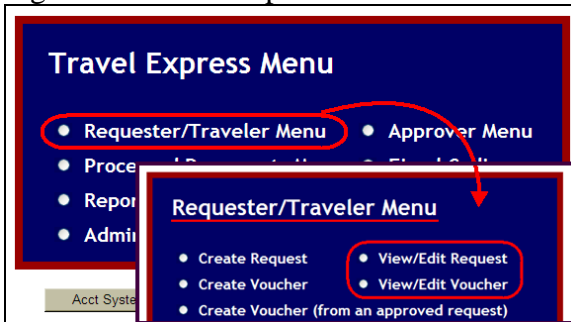 Travel Express Menu
Requester/Traveler Menu
Approver Menu
Requester/Traveler Menu
Create Request
View/Edit Request
Create Voucher
View/Edit Voucher
Create Voucher (from an approved request)